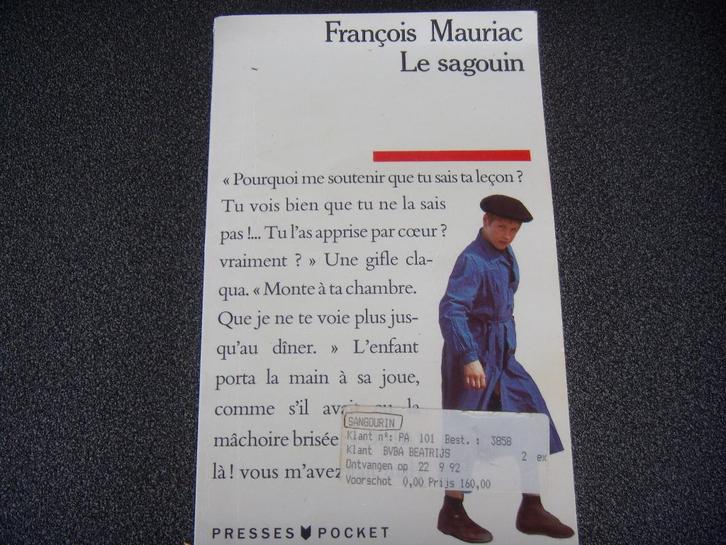 François Mauriac
Le sagouin
« Pourquoi me soutenir que tu sais ta leçon ?
Tu vois bien que tu ne la sais
pas !... Tu l'as apprise par cœur ?
vraiment ? » Une gifle cla-
qua. « Monte à ta chambre.
Que je ne te voie plus jus-
qu'au dîner. » L'enfant
porta la main à sa joue,
comme s'il avait eu la
mâchoire brisée
là ! vous m'avez
SANGOURIN
Klant n°: PA 101 Best. : 3858
Klant BVBA BEATRIJS 2 ex
Ontvangen op 22 9 92
Voorschot 0,00 Prijs 160,00
PRESSES POCKET